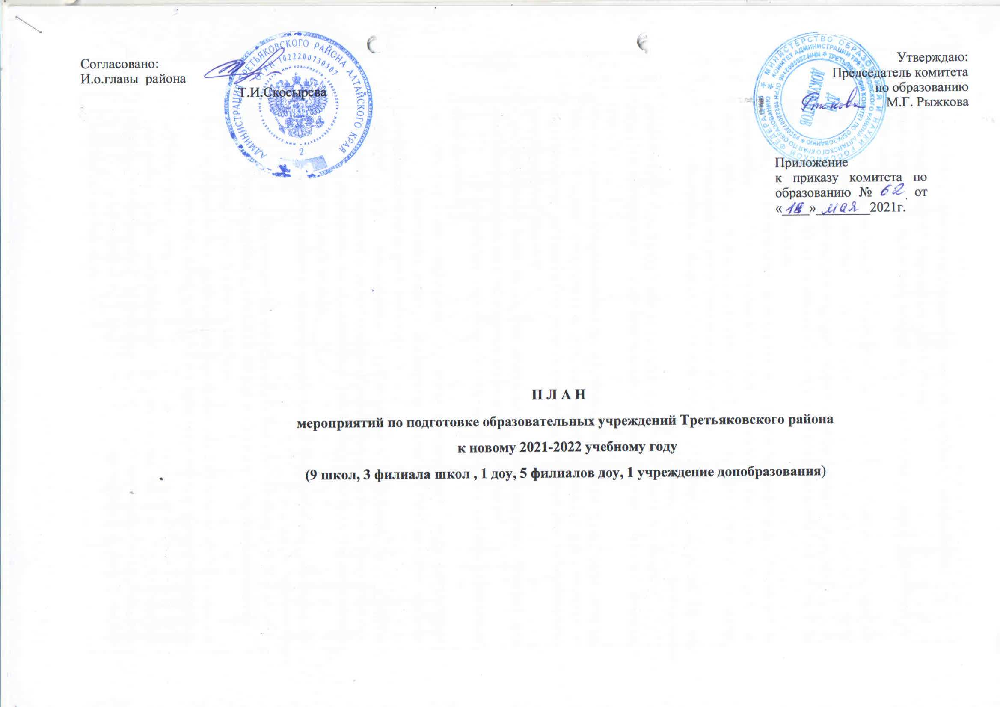 Согласовано:
И.о.главы района
Т.И.Скосырева
АДМИНИСТРАЦИЯ ТРЕТЬЯКОВСКОГО РАЙОНА АЛТАЙСКОГО КРАЯ
ОГРН 1022200730507
2
Утверждаю:
Председатель комитета
по образованию
М.Г. Рыжкова
МИНИСТЕРСТВО ОБРАЗОВАНИЯ И НАУКИ РОССИЙСКОЙ ФЕДЕРАЦИИ
КОМИТЕТ АДМИНИСТРАЦИИ ТРЕТЬЯКОВСКОГО РАЙОНА АЛТАЙСКОГО КРАЯ ПО ОБРАЗОВАНИЮ
ДЛЯ
ДОКУМЕНТОВ
Приложение
к приказу комитета по
образованию № 62 от
« » мая 2021г.
П Л А Н
мероприятий по подготовке образовательных учреждений Третьяковского района
к новому 2021-2022 учебному году
(9 школ, 3 филиала школ , 1 доу, 5 филиалов доу, 1 учреждение допобразования)